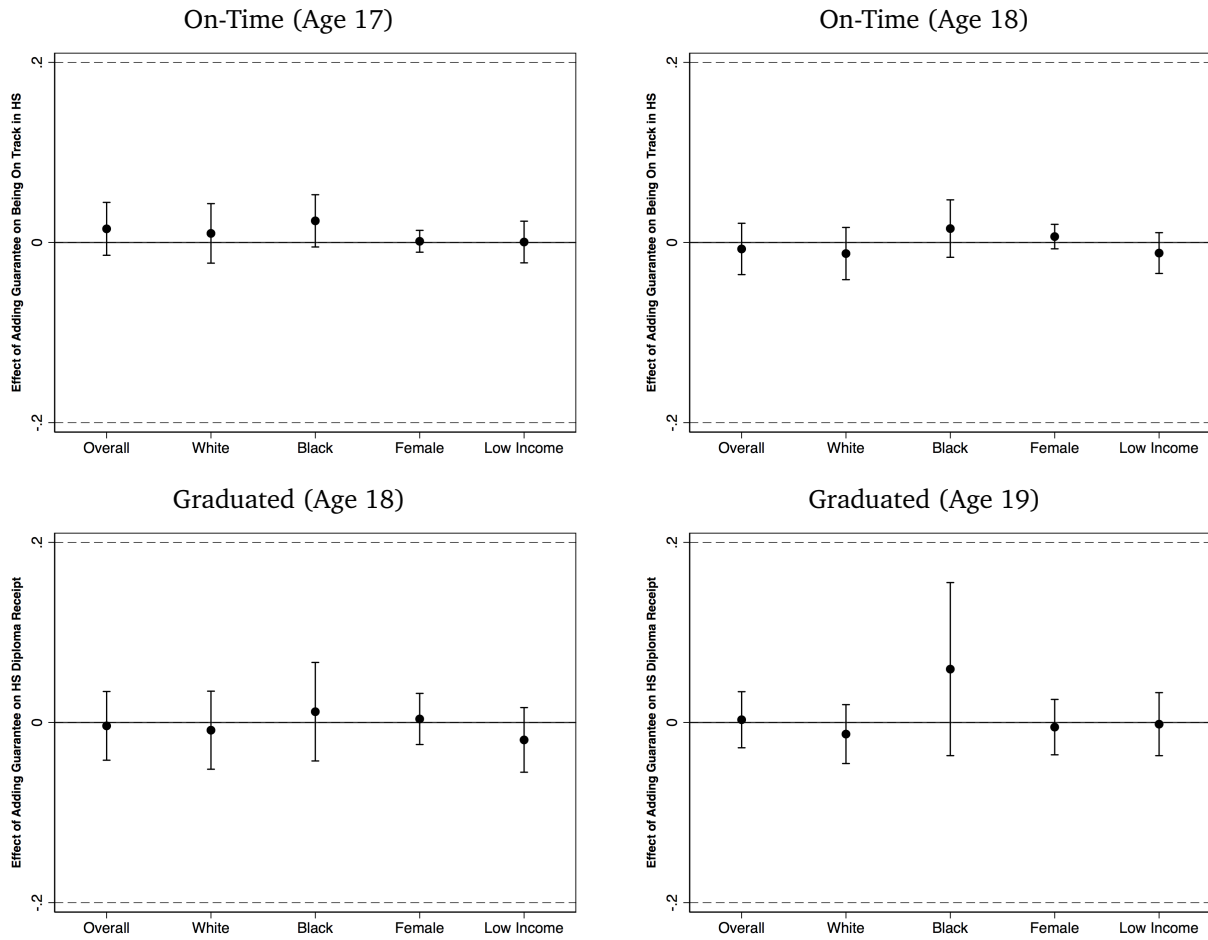 On-Time (Age 17)
Effect of Adding Guarantee on Being On Track in HS
.2
0
-.2
Overall White Black Female Low Income
On-Time (Age 18)
Effect of Adding Guarantee on Being On Track in HS
.2
0
-.2
Overall White Black Female Low Income
Graduated (Age 18)
Effect of Adding Guarantee on HS Diploma Receipt
.2
0
-.2
Overall White Black Female Low Income
Graduated (Age 19)
Effect of Adding Guarantee on HS Diploma Receipt
.2
0
-.2
Overall White Black Female Low Income